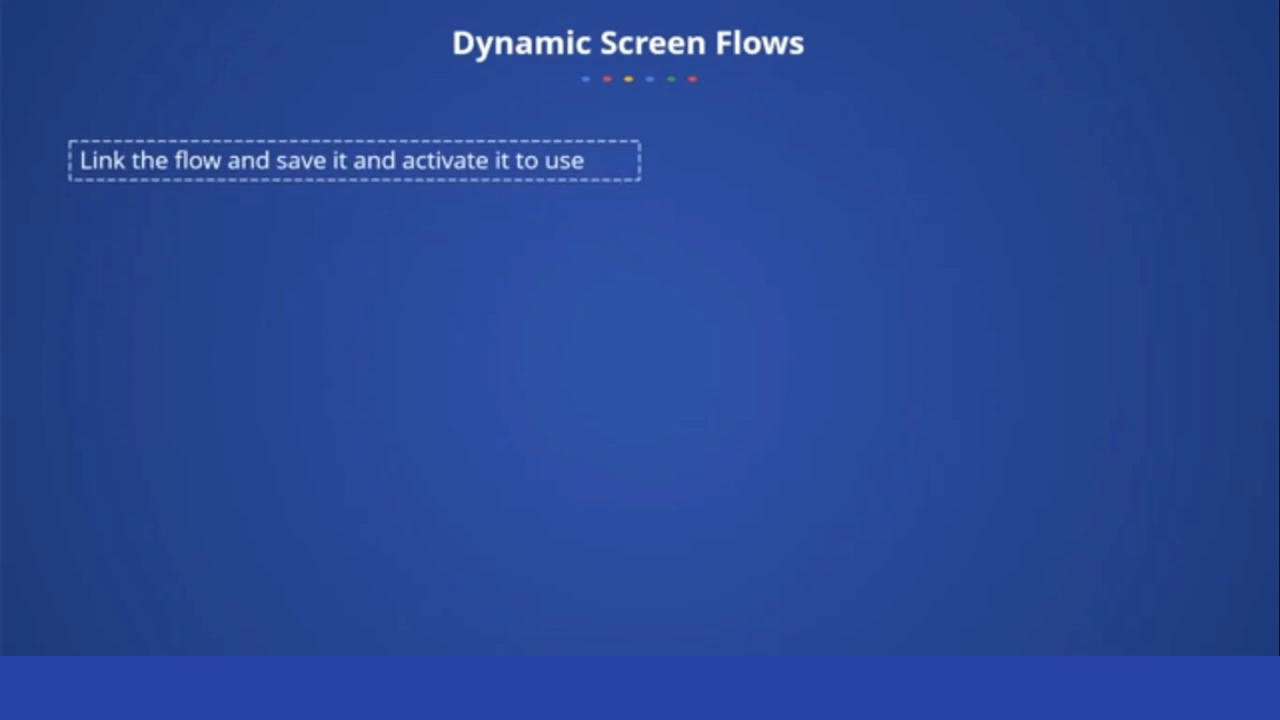 Dynamic Screen Flows
Link the flow and save it and activate it to use